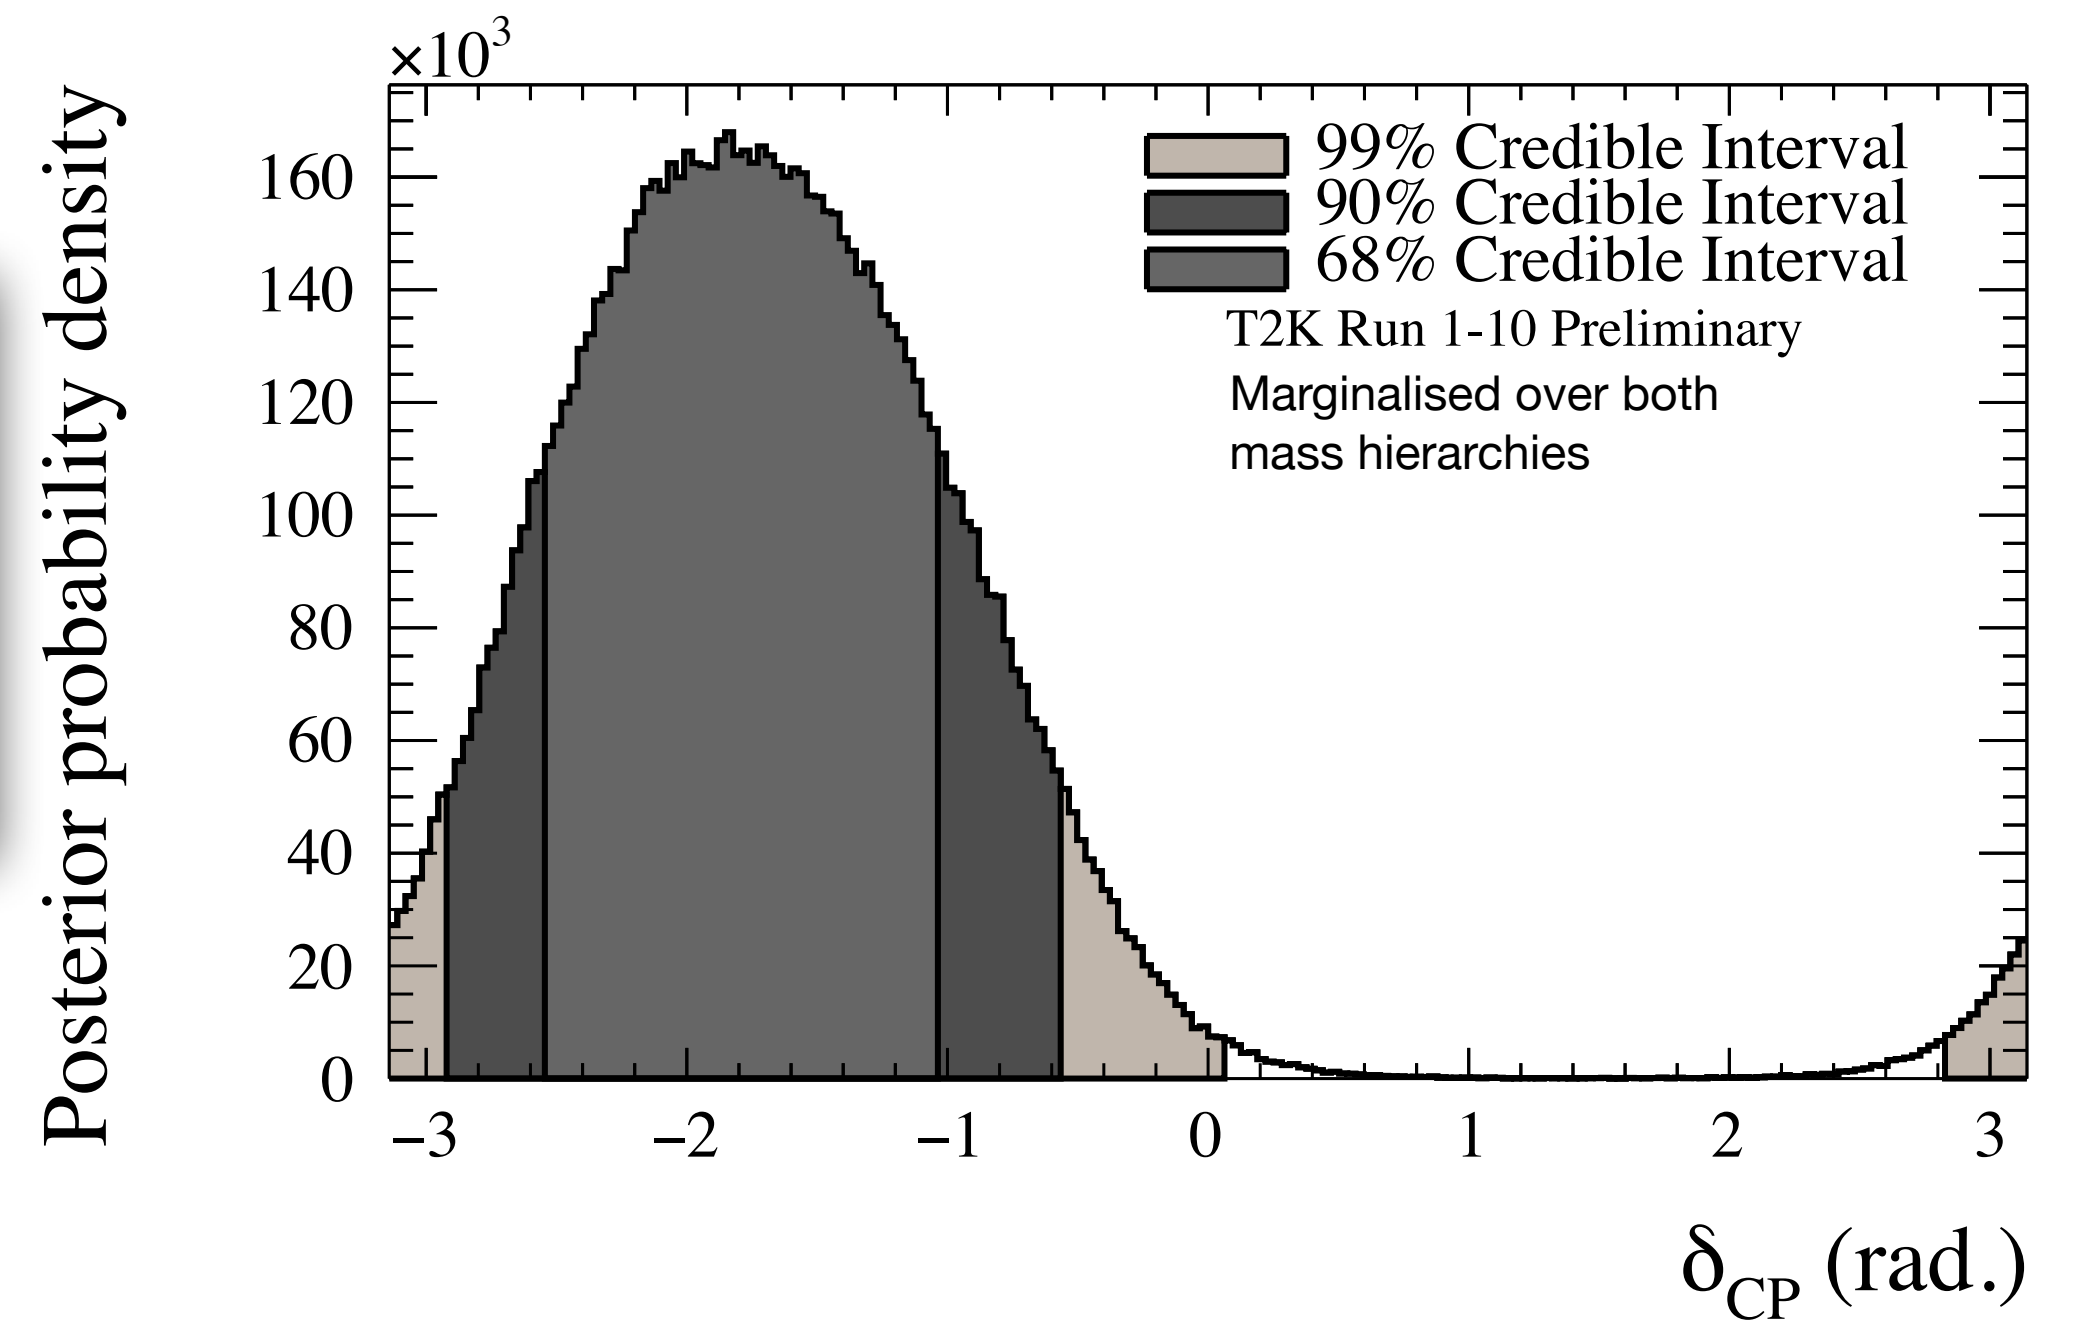 ×10³
Posterior probability density
160
140
120
100
80
60
40
20
0
99% Credible Interval
90% Credible Interval
68% Credible Interval
T2K Run 1-10 Preliminary
Marginalised over both
mass hierarchies
−3 −2 −1 0 1 2 3
δCP (rad.)